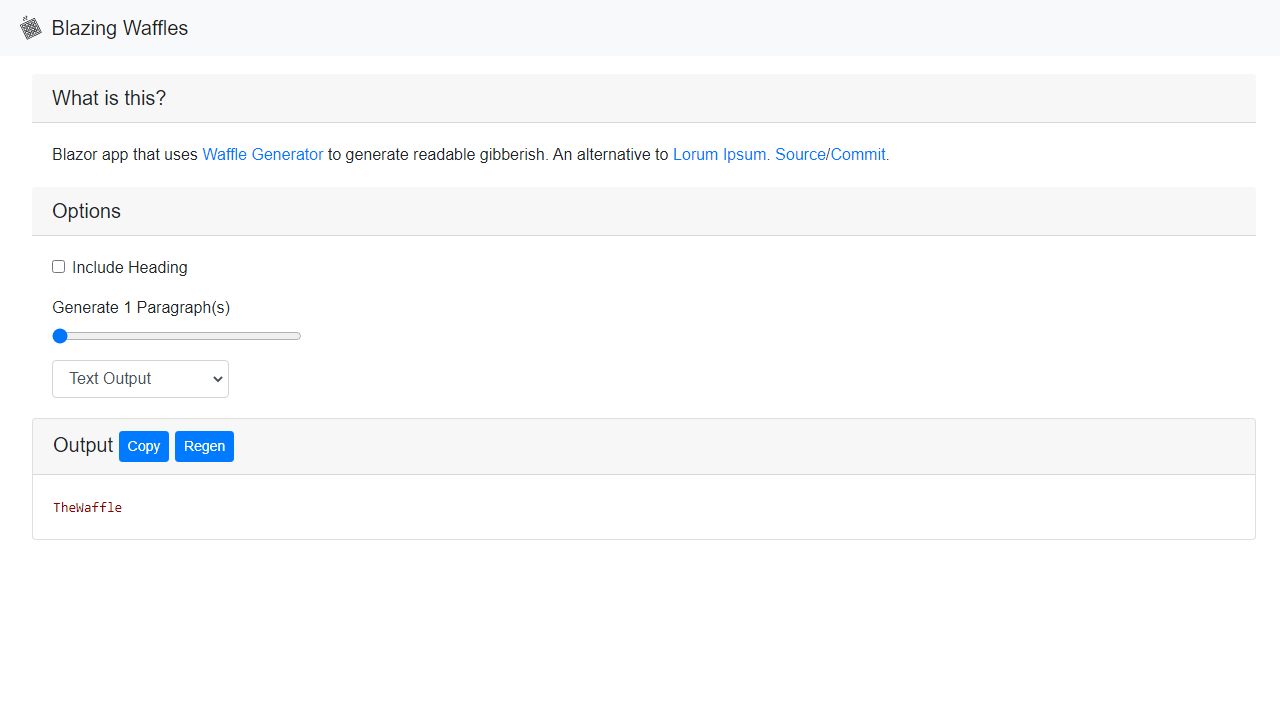 Blazing Waffles
What is this?
Blazor app that uses Waffle Generator to generate readable gibberish. An alternative to Lorum Ipsum. Source/Commit.
Options
Include Heading
Generate 1 Paragraph(s)
Text Output
Output Copy Regen
TheWaffle